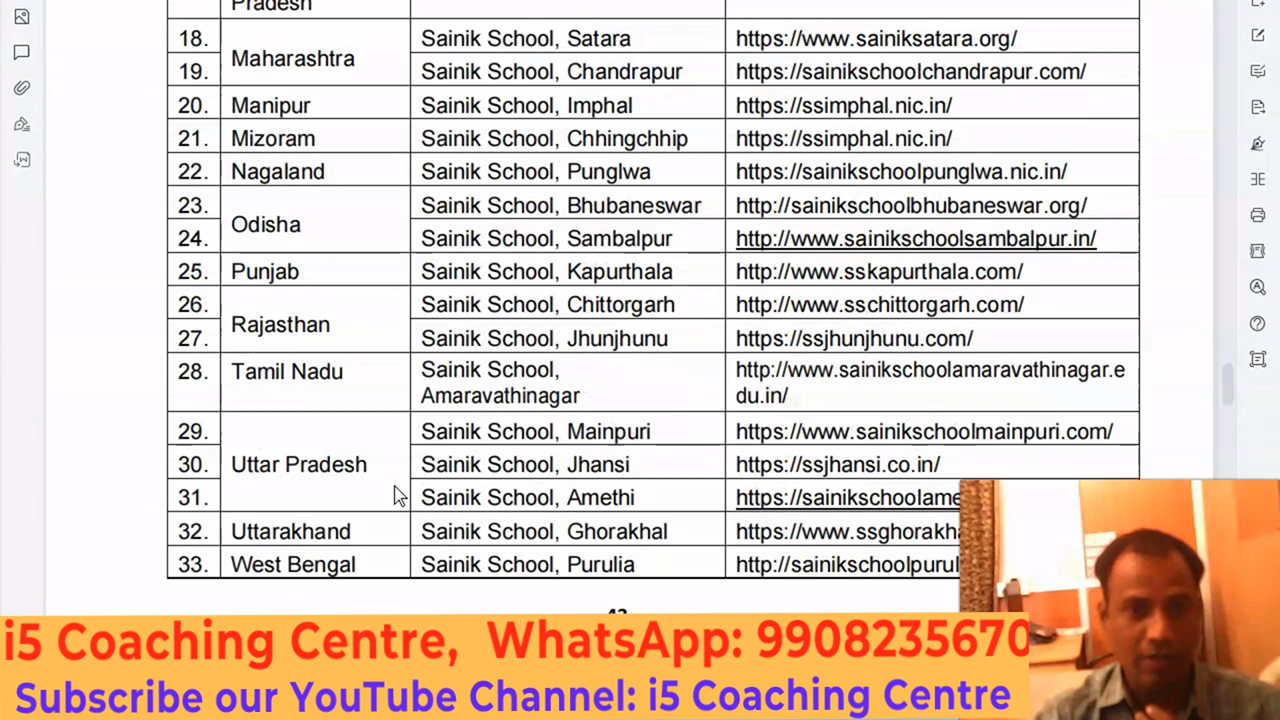 Pradesh
18. Maharashtra Sainik School, Satara https://www.sainiksatara.org/
19. Sainik School, Chandrapur https://sainikschoolchandrapur.com/
20. Manipur Sainik School, Imphal https://ssimphal.nic.in/
21. Mizoram Sainik School, Chhingchhip https://ssimphal.nic.in/
22. Nagaland Sainik School, Punglwa https://sainikschoolpunglwa.nic.in/
23. Odisha Sainik School, Bhubaneswar http://sainikschoolbhubaneswar.org/
24. Sainik School, Sambalpur http://www.sainikschoolsambalpur.in/
25. Punjab Sainik School, Kapurthala http://www.sskapurthala.com/
26. Rajasthan Sainik School, Chittorgarh http://www.sschittorgarh.com/
27. Sainik School, Jhunjhunu https://ssjhunjhunu.com/
28. Tamil Nadu Sainik School, http://www.sainikschoolamaravathinagar.e
Amaravathinagar du.in/
29. Uttar Pradesh Sainik School, Mainpuri https://www.sainikschoolmainpuri.com/
30. Sainik School, Jhansi https://ssjhansi.co.in/
31. Sainik School, Amethi https://sainikschoolame
32. Uttarakhand Sainik School, Ghorakhal https://www.ssghorakha
33. West Bengal Sainik School, Purulia http://sainikschoolpurul
i5 Coaching Centre, WhatsApp: 9908235670
Subscribe our YouTube Channel: i5 Coaching Centre